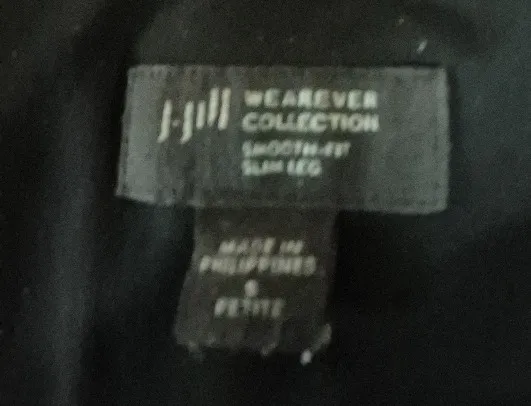 J.Jill
WEAREVER
COLLECTION
SMOOTH-FIT
SLIM LEG
MADE IN
PHILIPPINES
S
PETITE